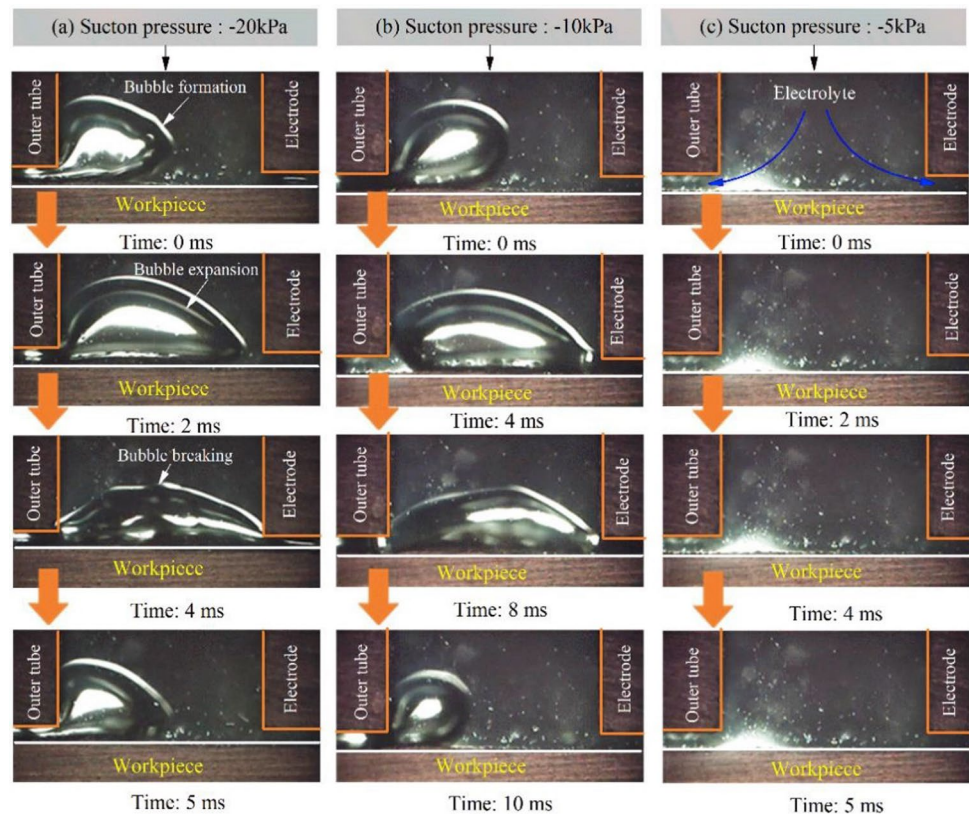 (a) Sucton pressure : -20kPa
(b) Sucton pressure : -10kPa
(c) Sucton pressure : -5kPa
Outer tube
Bubble formation
Electrode
Workpiece
Time: 0 ms
Outer tube
Electrode
Workpiece
Time: 0 ms
Outer tube
Electrolyte
Electrode
Workpiece
Time: 0 ms
Outer tube
Bubble expansion
Electrode
Workpiece
Time: 2 ms
Outer tube
Electrode
Workpiece
Time: 4 ms
Outer tube
Electrode
Workpiece
Time: 2 ms
Outer tube
Bubble breaking
Electrode
Workpiece
Time: 4 ms
Outer tube
Electrode
Workpiece
Time: 8 ms
Outer tube
Electrode
Workpiece
Time: 4 ms
Outer tube
Electrode
Workpiece
Time: 5 ms
Outer tube
Electrode
Workpiece
Time: 10 ms
Outer tube
Electrode
Workpiece
Time: 5 ms